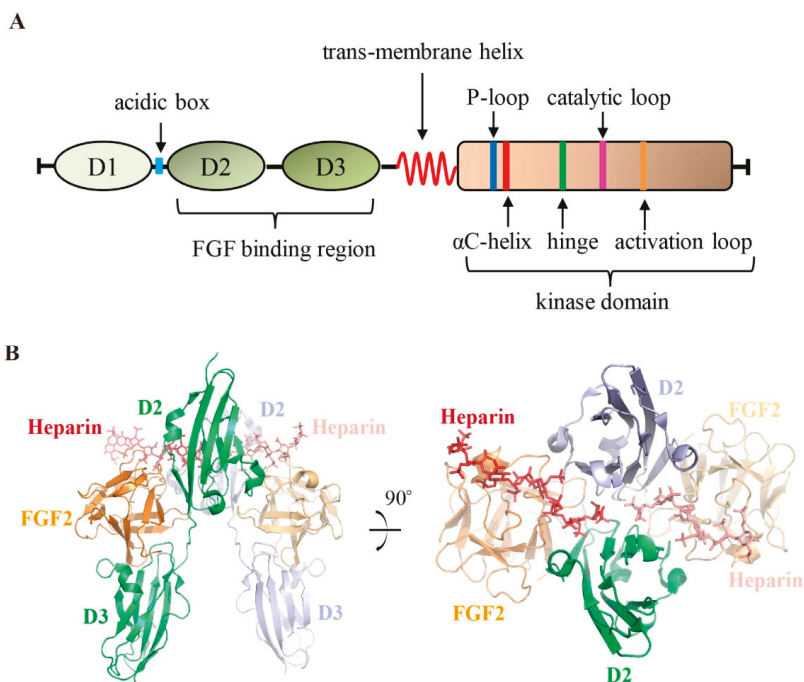 A
trans-membrane helix
acidic box
P-loop
catalytic loop
D1
D2
D3
FGF binding region
αC-helix
hinge
activation loop
kinase domain
B
D2
D2
Heparin
Heparin
FGF2
D3
D3
90°
D2
FGF2
Heparin
Heparin
FGF2
D2